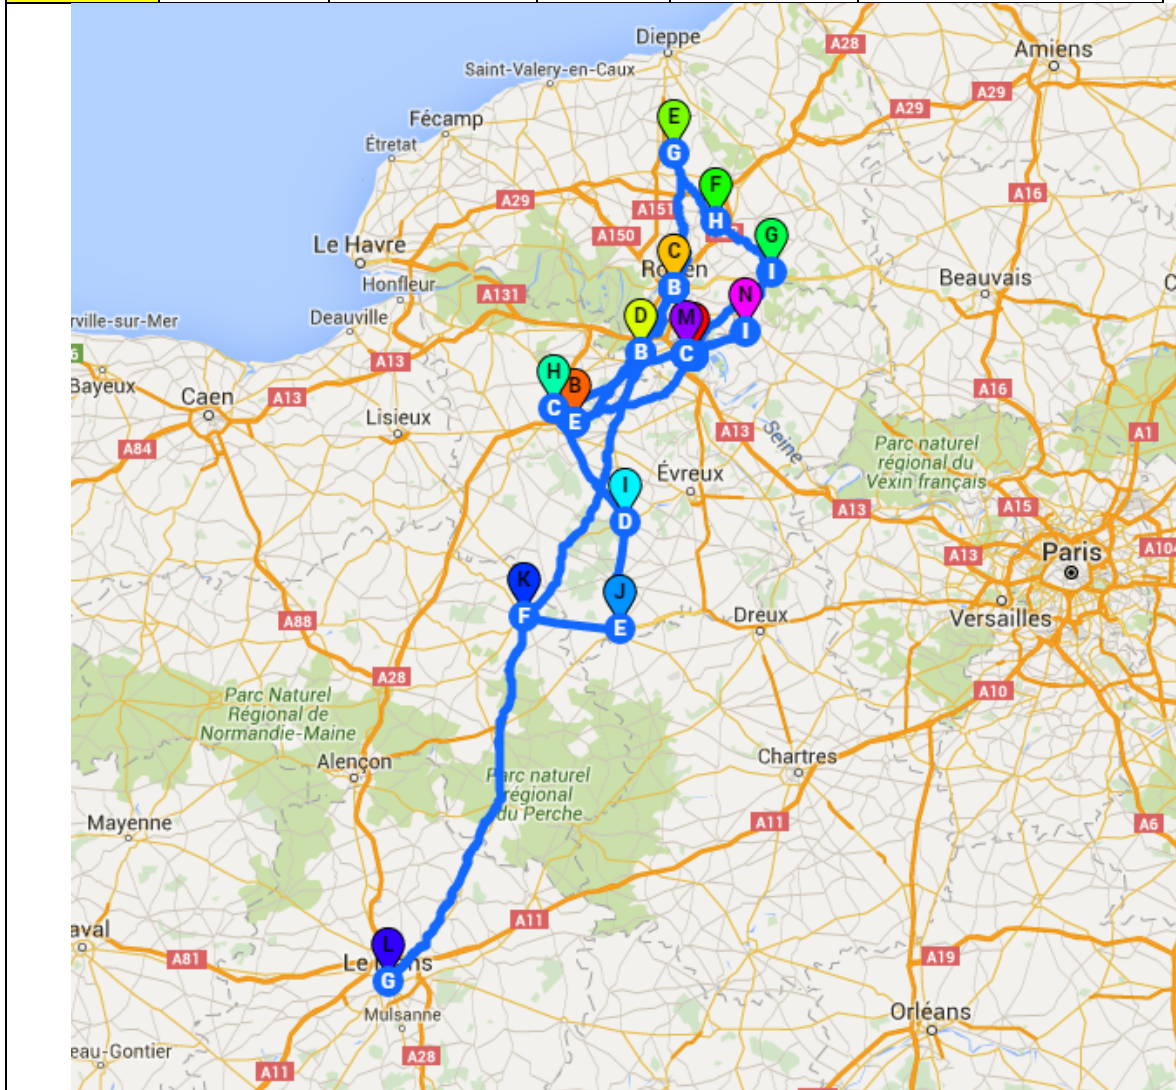 Dieppe
A28
Amiens
Saint-Valery-en-Caux
A29
A29
E
Fécamp
Étretat
G
F
A16
A29
A151
H
A150
G
Le Havre
C
Beauvais
I
Honfleur
B
A131
N
Deauville
D
M
rville-sur-Mer
I
6
A13
B
C
H
Bayeux
B
A16
Caen
A13
C
Lisieux
E
A13
Seine
A1
A84
Parc naturel
régional du
Vexin français
Évreux
I
A15
A13
D
A13
A104
Paris
K
J
F
Versailles
Dreux
A88
E
A28
A10
Parc Naturel
Régional de
Normandie-Maine
Chartres
Alençon
Parc naturel
régional
du Perche
Mayenne
A11
A6
A11
L
aval
A81
A19
G
Orléans
Mulsanne
eau-Gontier
A28
A11